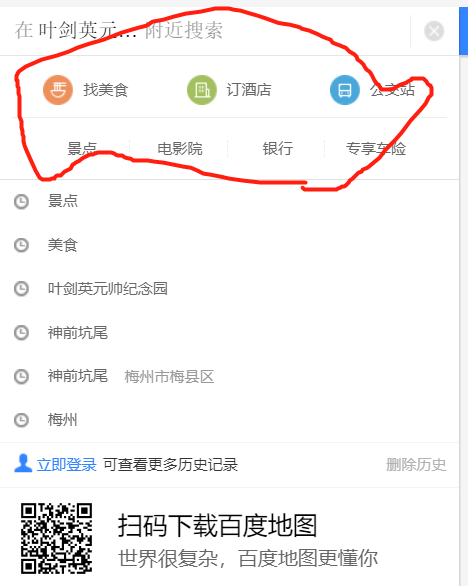 在 叶剑英元... 附近搜索
找美食 订酒店 公交站
景点 电影院 银行 专享车险
景点
美食
叶剑英元帅纪念园
神前坑尾
神前坑尾 梅州市梅县区
梅州
立即登录 可查看更多历史记录 删除历史
扫码下载百度地图
世界很复杂，百度地图更懂你